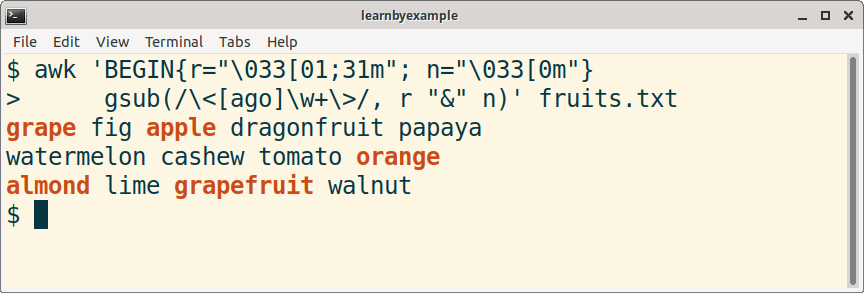 learnbyexample
File Edit View Terminal Tabs Help
$ awk 'BEGIN{r="\033[01;31m"; n="\033[0m"}
>      gsub(/\<[ago]\w+\>/, r "&" n)' fruits.txt
grape fig apple dragonfruit papaya
watermelon cashew tomato orange
almond lime grapefruit walnut
$